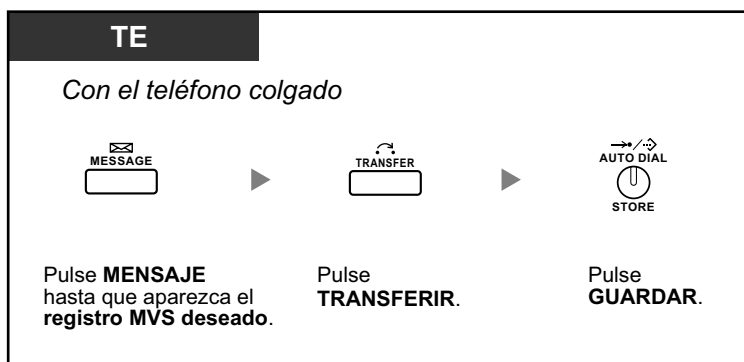 TE
Con el teléfono colgado
MESSAGE
TRANSFER
AUTO DIAL
STORE
Pulse MENSAJE
hasta que aparezca el
registro MVS deseado.
Pulse
TRANSFERIR.
Pulse
GUARDAR.